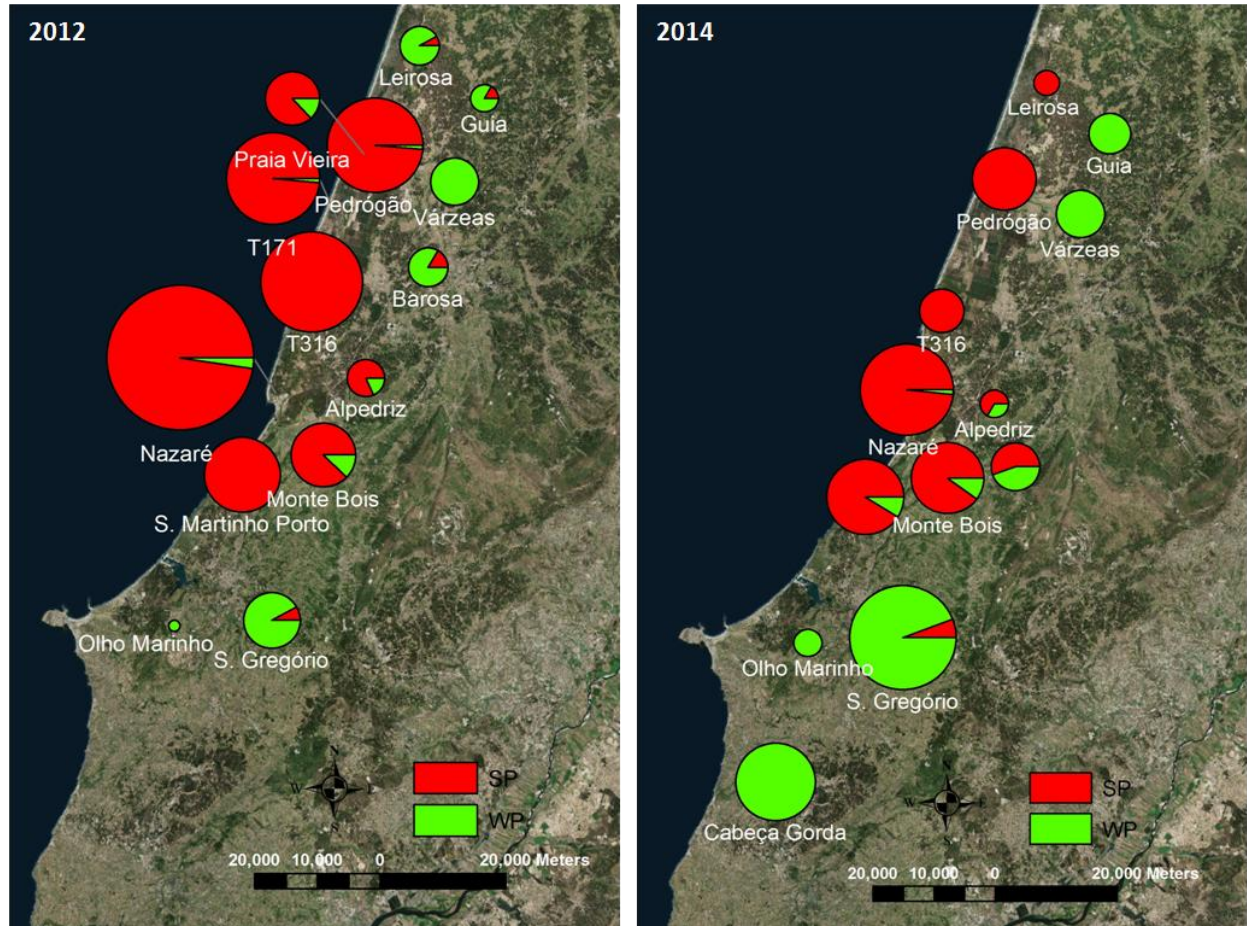 2012
Leirosa
Guia
Praia Vieira
Pedrógão
Várzeas
T171
Barosa
T316
Alpedriz
Nazaré
Monte Bois
S. Martinho Porto
Olho Marinho
S. Gregório
N
W
E
S
SP
WP
20,000 10,000 0 20,000 Meters
2014
Leirosa
Guia
Pedrógão
Várzeas
T316
Alpedriz
Nazaré
Monte Bois
Olho Marinho
S. Gregório
Cabeça Gorda
N
W
E
S
SP
WP
20,000 10,000 0 20,000 Meters